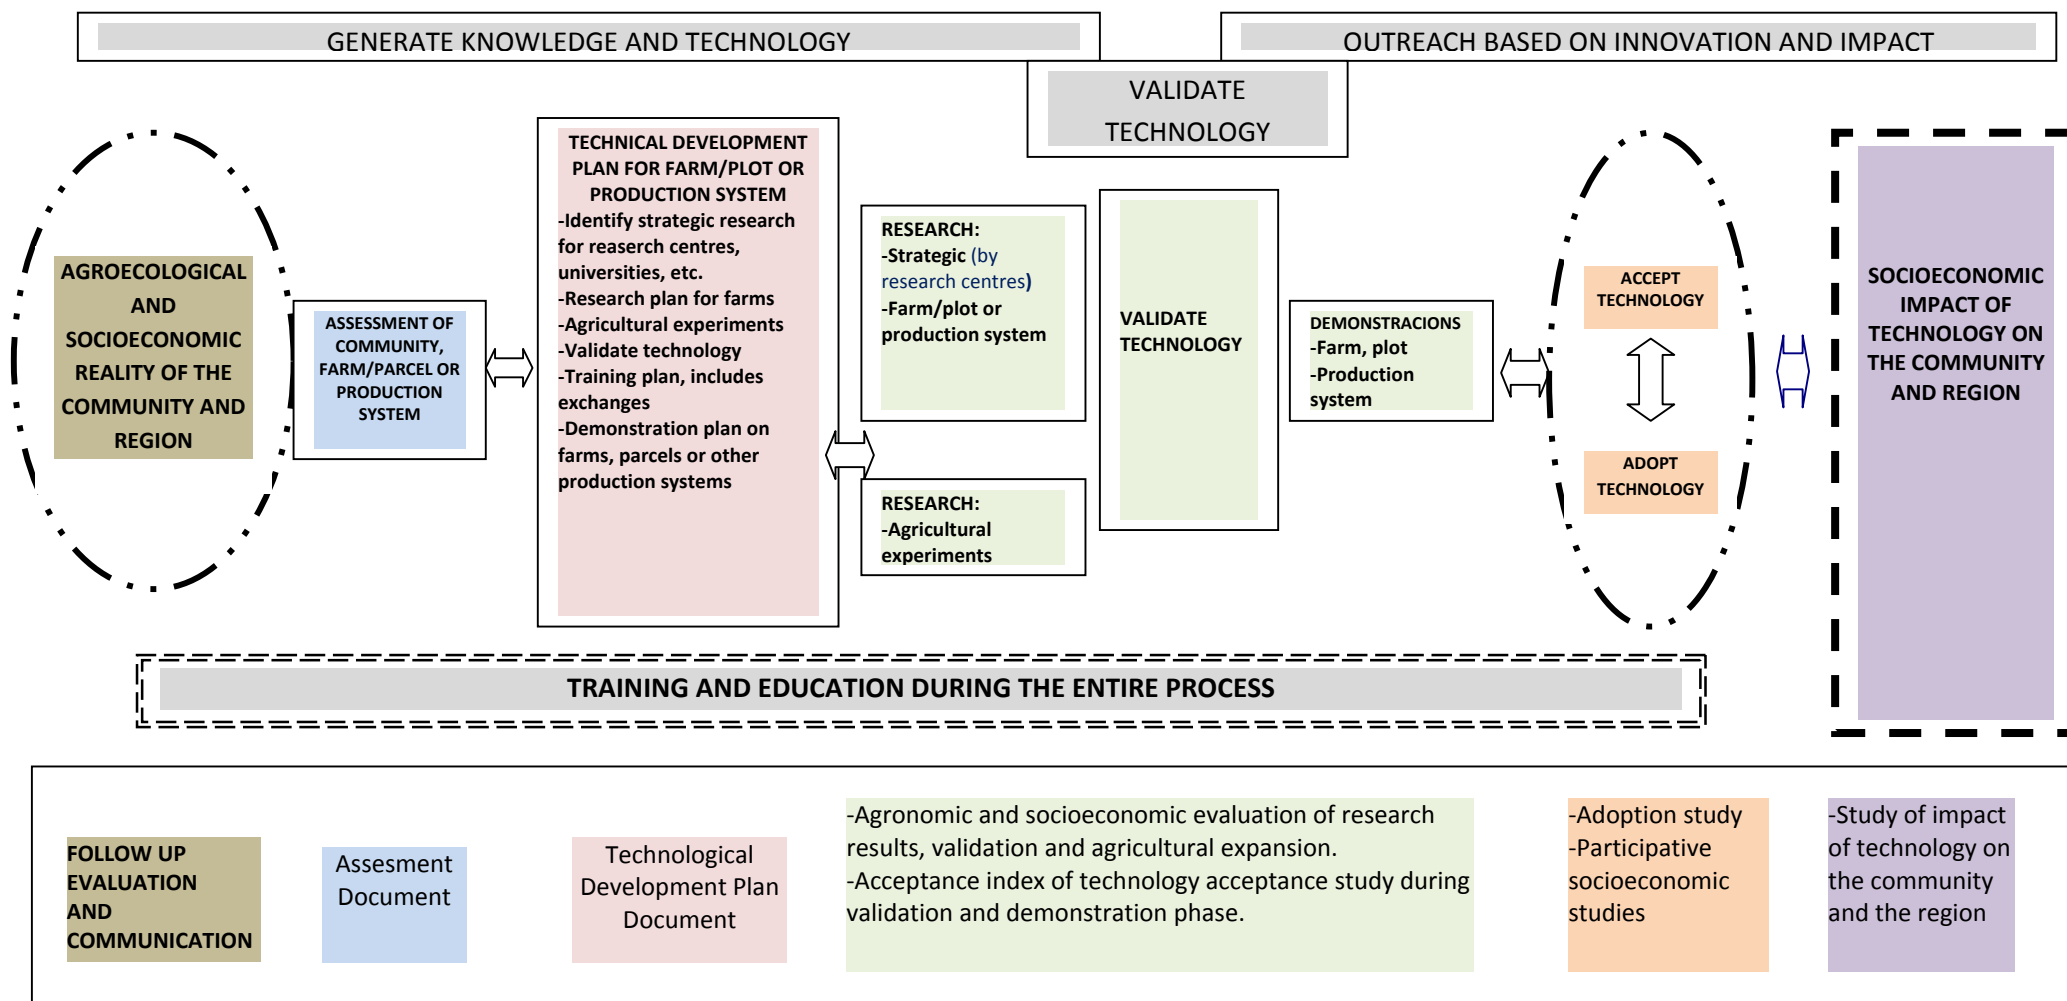 GENERATE KNOWLEDGE AND TECHNOLOGY
OUTREACH BASED ON INNOVATION AND IMPACT
VALIDATE
TECHNOLOGY
AGROECOLOGICAL
AND
SOCIOECONOMIC
REALITY OF THE
COMMUNITY AND
REGION
ASSESSMENT OF
COMMUNITY,
FARM/PARCEL OR
PRODUCTION
SYSTEM
TECHNICAL DEVELOPMENT
PLAN FOR FARM/PLOT OR
PRODUCTION SYSTEM
-Identify strategic research
for reaserch centres,
universities, etc.
-Research plan for farms
-Agricultural experiments
-Validate technology
-Training plan, includes
exchanges
-Demonstration plan on
farms, parcels or other
production systems
RESEARCH:
-Strategic (by
research centres)
-Farm/plot or
production system
RESEARCH:
-Agricultural
experiments
VALIDATE
TECHNOLOGY
DEMONSTRACIONS
-Farm, plot
-Production
system
ACCEPT
TECHNOLOGY
ADOPT
TECHNOLOGY
SOCIOECONOMIC
IMPACT OF
TECHNOLOGY ON
THE COMMUNITY
AND REGION
TRAINING AND EDUCATION DURING THE ENTIRE PROCESS
FOLLOW UP
EVALUATION
AND
COMMUNICATION
Assesment
Document
Technological
Development Plan
Document
-Agronomic and socioeconomic evaluation of research
results, validation and agricultural expansion.
-Acceptance index of technology acceptance study during
validation and demonstration phase.
-Adoption study
-Participative
socioeconomic
studies
-Study of impact
of technology on
the community
and the region